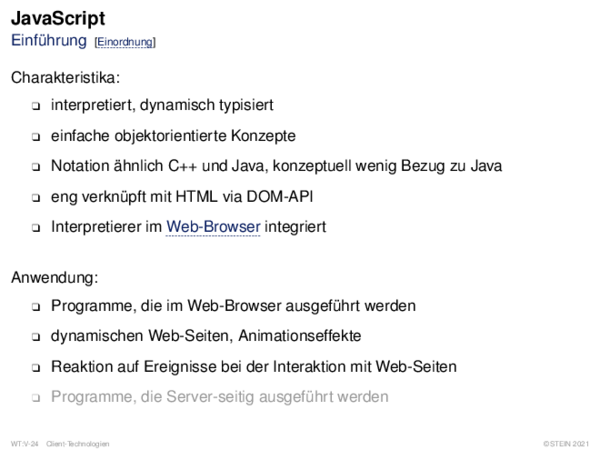 JavaScript
Einführung [Einordnung]
Charakteristika:
❑ interpretiert, dynamisch typisiert
❑ einfache objektorientierte Konzepte
❑ Notation ähnlich C++ und Java, konzeptuell wenig Bezug zu Java
❑ eng verknüpft mit HTML via DOM-API
❑ Interpretierer im Web-Browser integriert
Anwendung:
❑ Programme, die im Web-Browser ausgeführt werden
❑ dynamischen Web-Seiten, Animationseffekte
❑ Reaktion auf Ereignisse bei der Interaktion mit Web-Seiten
❑ Programme, die Server-seitig ausgeführt werden
WT:V-24 Client-Technologien ©STEIN 2021